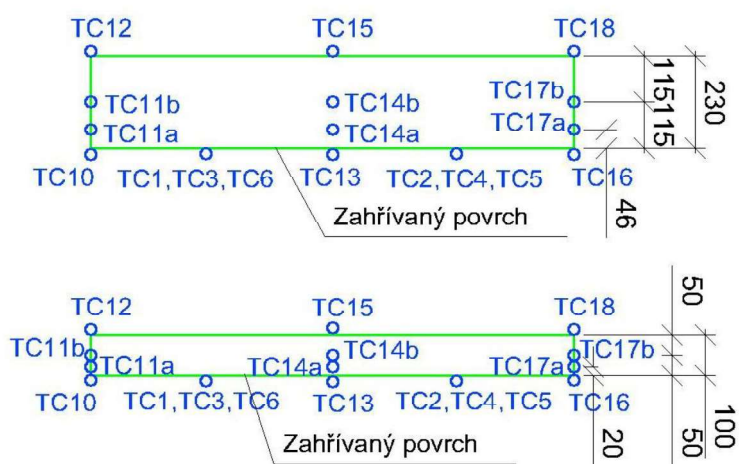 TC12 TC15 TC18
TC11b TC14b TC17b
TC11a TC14a TC17a
TC10 TC1,TC3,TC6 TC13 TC2,TC4,TC5 TC16
Zahřívaný povrch
115
115
230
46
TC12 TC15 TC18
TC11b TC14b TC17b
TC11a TC14a TC17a
TC10 TC1,TC3,TC6 TC13 TC2,TC4,TC5 TC16
Zahřívaný povrch
50
100
50
20